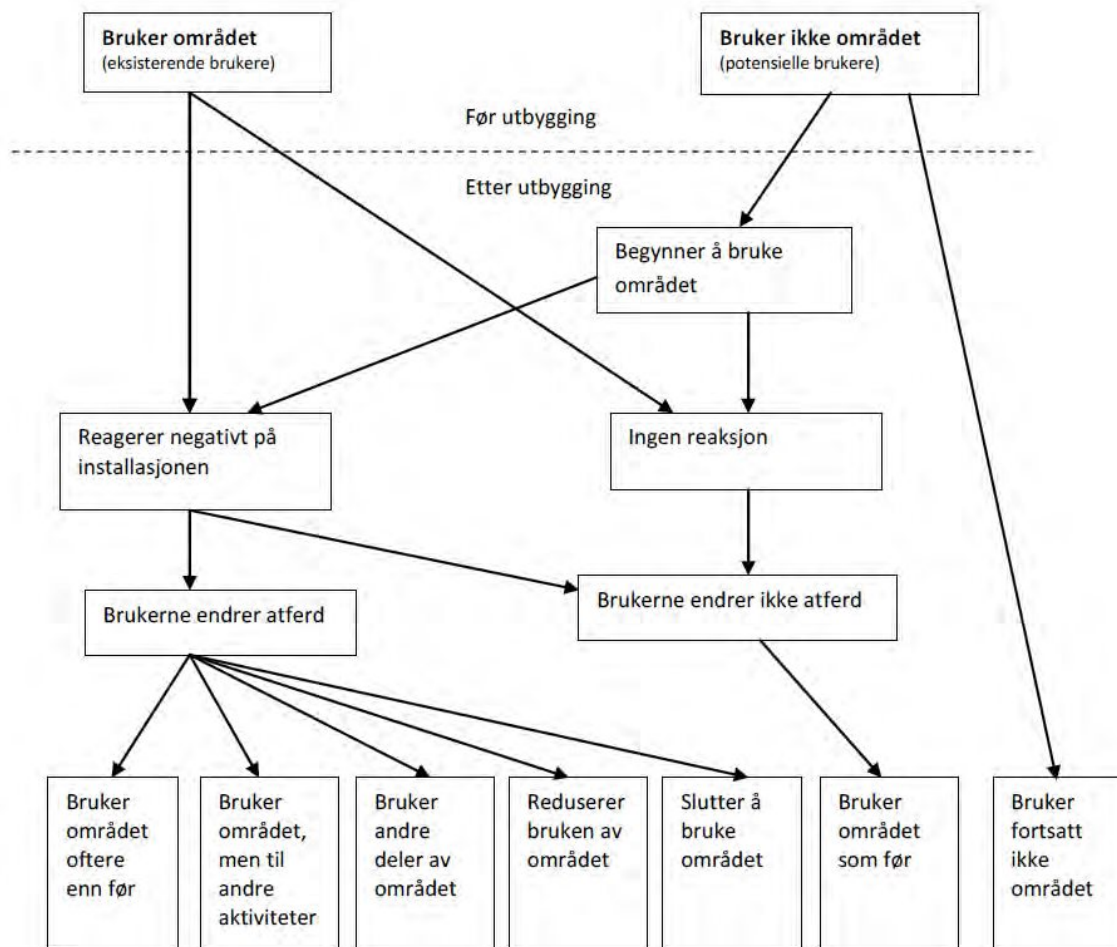 Bruker området
(eksisterende brukere)
Bruker ikke området
(potensielle brukere)
Før utbygging
Etter utbygging
Begynner å bruke
området
Reagerer negativt på
installasjonen
Ingen reaksjon
Brukerne endrer atferd
Brukerne endrer ikke atferd
Bruker
området
oftere
enn før
Bruker
området,
men til
andre
aktiviteter
Bruker
andre
deler av
området
Reduserer
bruken av
området
Slutter å
bruke
området
Bruker
området
som før
Bruker
fortsatt
ikke
området